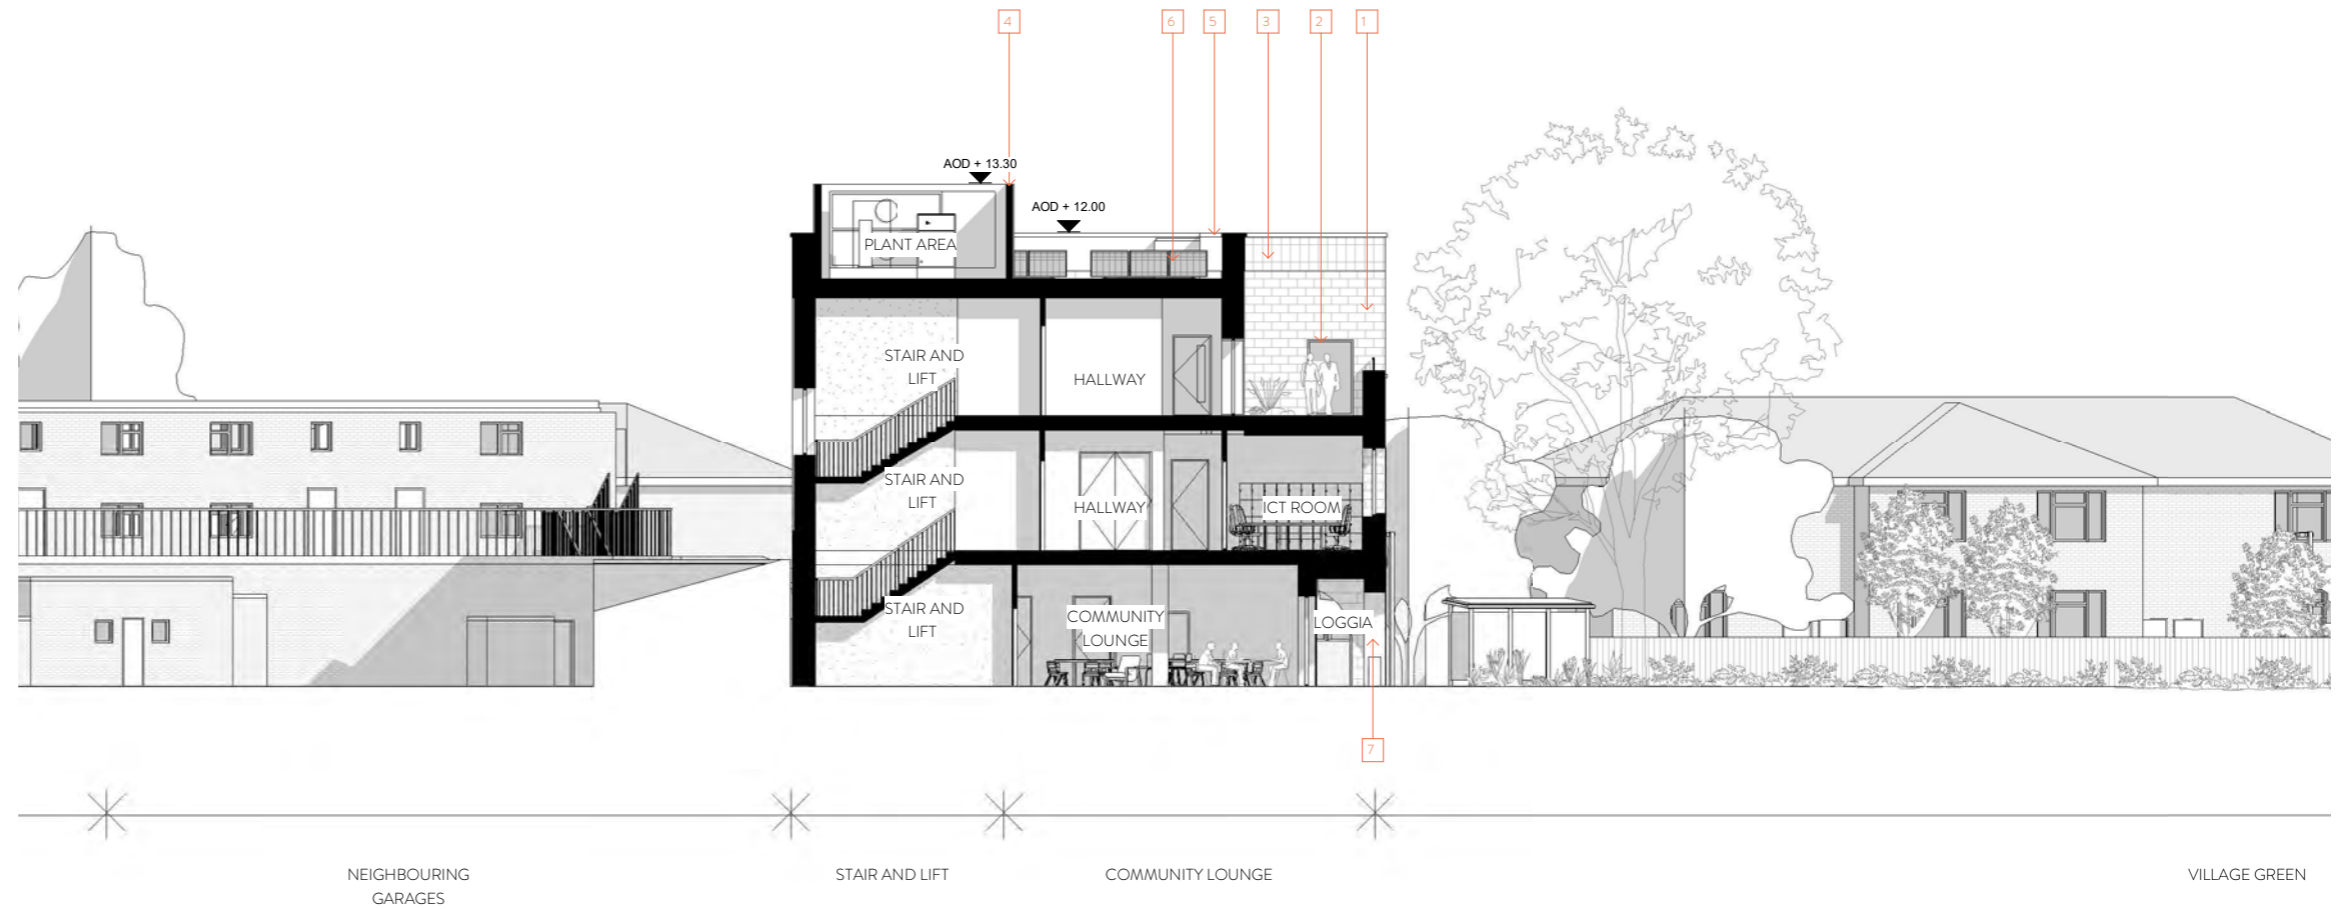 4
6
5
3
2
1
AOD + 13.30
AOD + 12.00
PLANT AREA
STAIR AND
LIFT
HALLWAY
STAIR AND
LIFT
HALLWAY
ICT ROOM
STAIR AND
LIFT
COMMUNITY
LOUNGE
LOGGIA
7
NEIGHBOURING
GARAGES
STAIR AND LIFT
COMMUNITY LOUNGE
VILLAGE GREEN